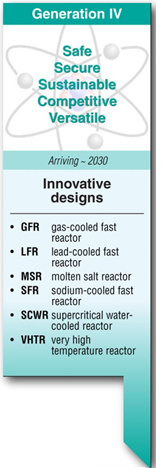 Generation IV
Safe
Secure
Sustainable
Competitive
Versatile
Arriving ~ 2030
Innovative
designs
• GFR gas-cooled fast
reactor
• LFR lead-cooled fast
reactor
• MSR molten salt reactor
• SFR sodium-cooled fast
reactor
• SCWR supercritical water-
cooled reactor
• VHTR very high
temperature reactor